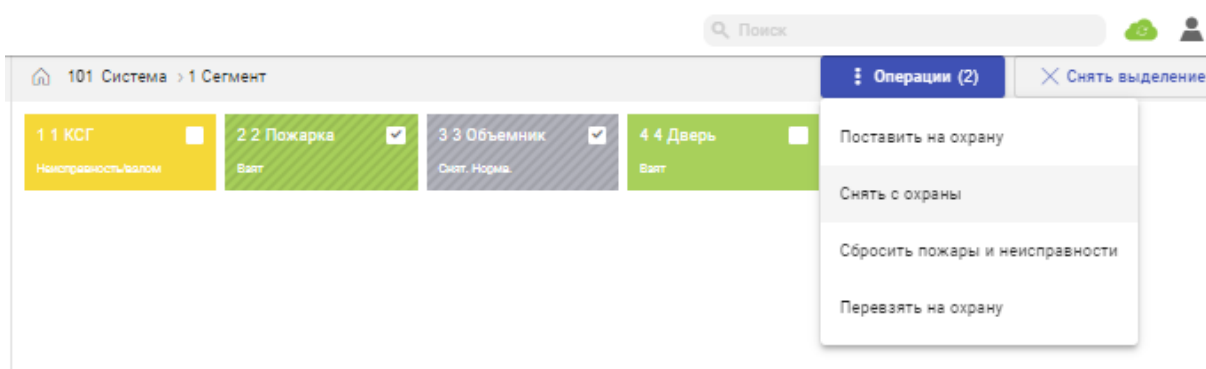 Поиск
101 Система > 1 Сегмент
Операции (2)
Снять выделение
1 1 КСГ
Неисправность/взлом
2 2 Пожарка
Взят
3 3 Объемник
Снят. Норма.
4 4 Дверь
Взят
Поставить на охрану
Снять с охраны
Сбросить пожары и неисправности
Перевзять на охрану